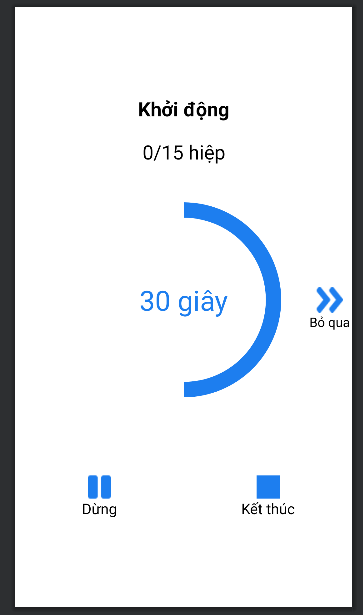 Khởi động
0/15 hiệp
30 giây
Bỏ qua
Dừng
Kết thúc